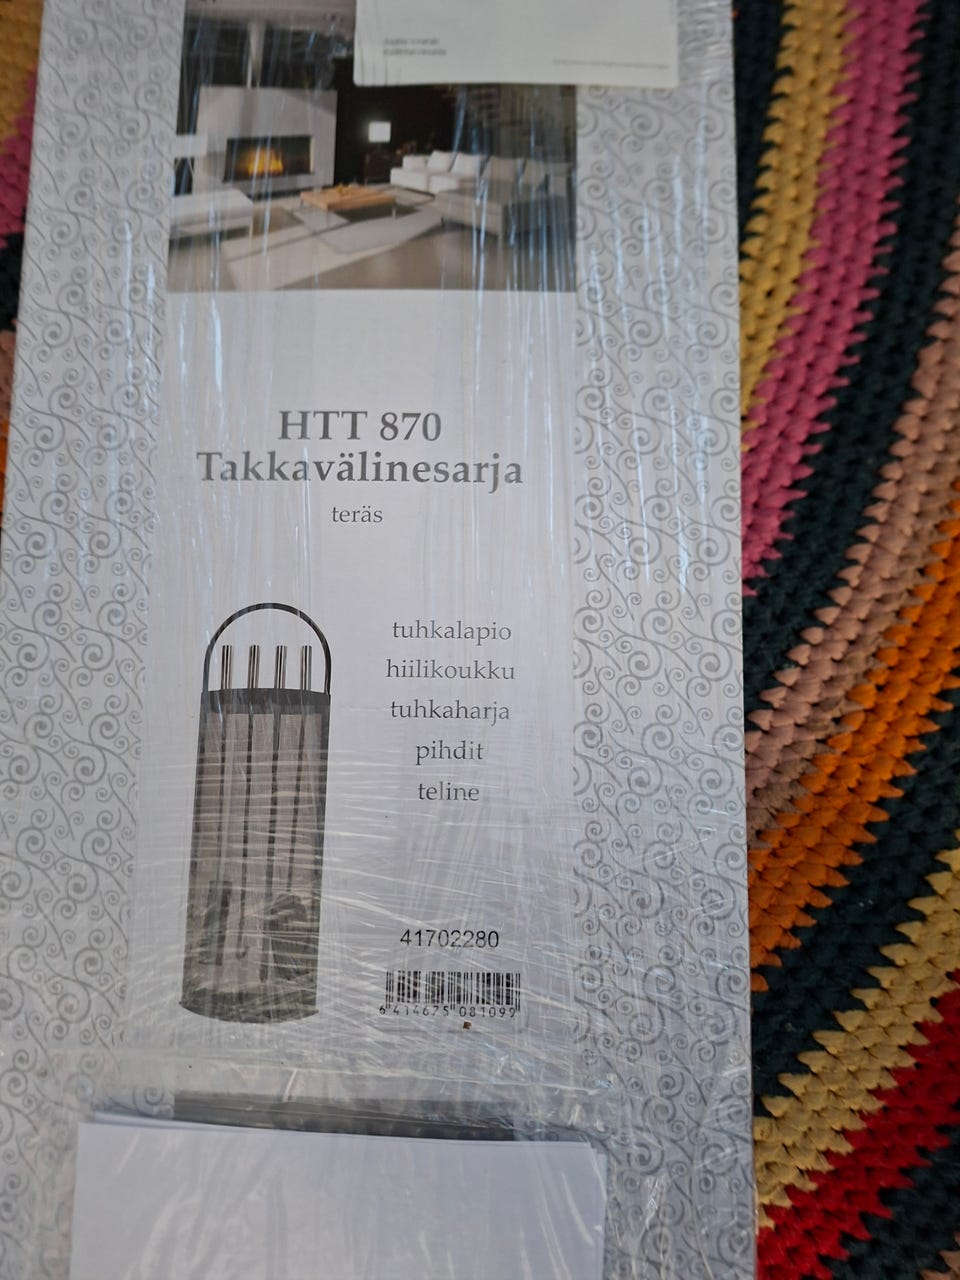 HTT 870
Takkavälinesarja
teräs
tuhkalapio
hiilikoukku
tuhkaharja
pihdit
teline
41702280
6 414675 081099